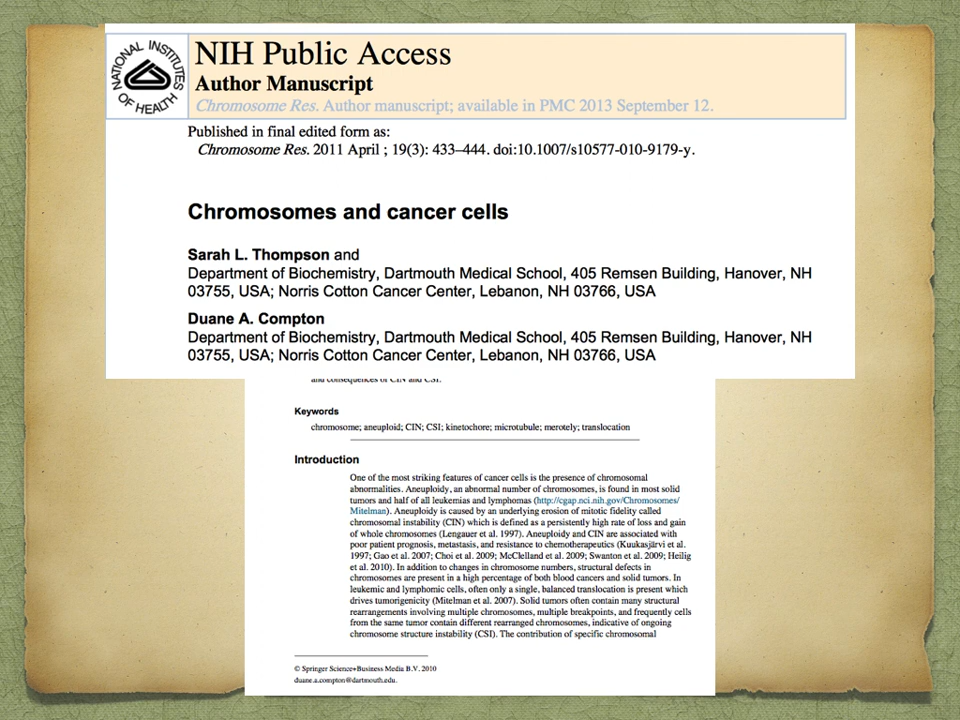 NATIONAL INSTITUTES OF HEALTH
NIH Public Access
Author Manuscript
Chromosome Res. Author manuscript; available in PMC 2013 September 12.
Published in final edited form as:
Chromosome Res. 2011 April ; 19(3): 433–444. doi:10.1007/s10577-010-9179-y.
Chromosomes and cancer cells
Sarah L. Thompson and
Department of Biochemistry, Dartmouth Medical School, 405 Remsen Building, Hanover, NH
03755, USA; Norris Cotton Cancer Center, Lebanon, NH 03766, USA
Duane A. Compton
Department of Biochemistry, Dartmouth Medical School, 405 Remsen Building, Hanover, NH
03755, USA; Norris Cotton Cancer Center, Lebanon, NH 03766, USA
and consequences of CIN and CSI.
Keywords
chromosome; aneuploid; CIN; CSI; kinetochore; microtubule; merotely; translocation
Introduction
One of the most striking features of cancer cells is the presence of chromosomal
abnormalities. Aneuploidy, an abnormal number of chromosomes, is found in most solid
tumors and half of all leukemias and lymphomas (http://cgap.nci.nih.gov/Chromosomes/
Mitelman). Aneuploidy is caused by an underlying erosion of mitotic fidelity called
chromosomal instability (CIN) which is defined as a persistently high rate of loss and gain
of whole chromosomes (Lengauer et al. 1997). Aneuploidy and CIN are associated with
poor patient prognosis, metastasis, and resistance to chemotherapeutics (Kuukasjärvi et al.
1997; Gao et al. 2007; Choi et al. 2009; McClelland et al. 2009; Swanton et al. 2009; Heilig
et al. 2010). In addition to changes in chromosome numbers, structural defects in
chromosomes are present in a high percentage of both blood cancers and solid tumors. In
leukemic and lymphomic cells, often only a single, balanced translocation is present which
drives tumorigenicity (Mitelman et al. 2007). Solid tumors often contain many structural
rearrangements involving multiple chromosomes, multiple breakpoints, and frequently cells
from the same tumor contain different rearranged chromosomes, indicative of ongoing
chromosome structure instability (CSI). The contribution of specific chromosomal
© Springer Science+Business Media B.V. 2010
duane.a.compton@dartmouth.edu.